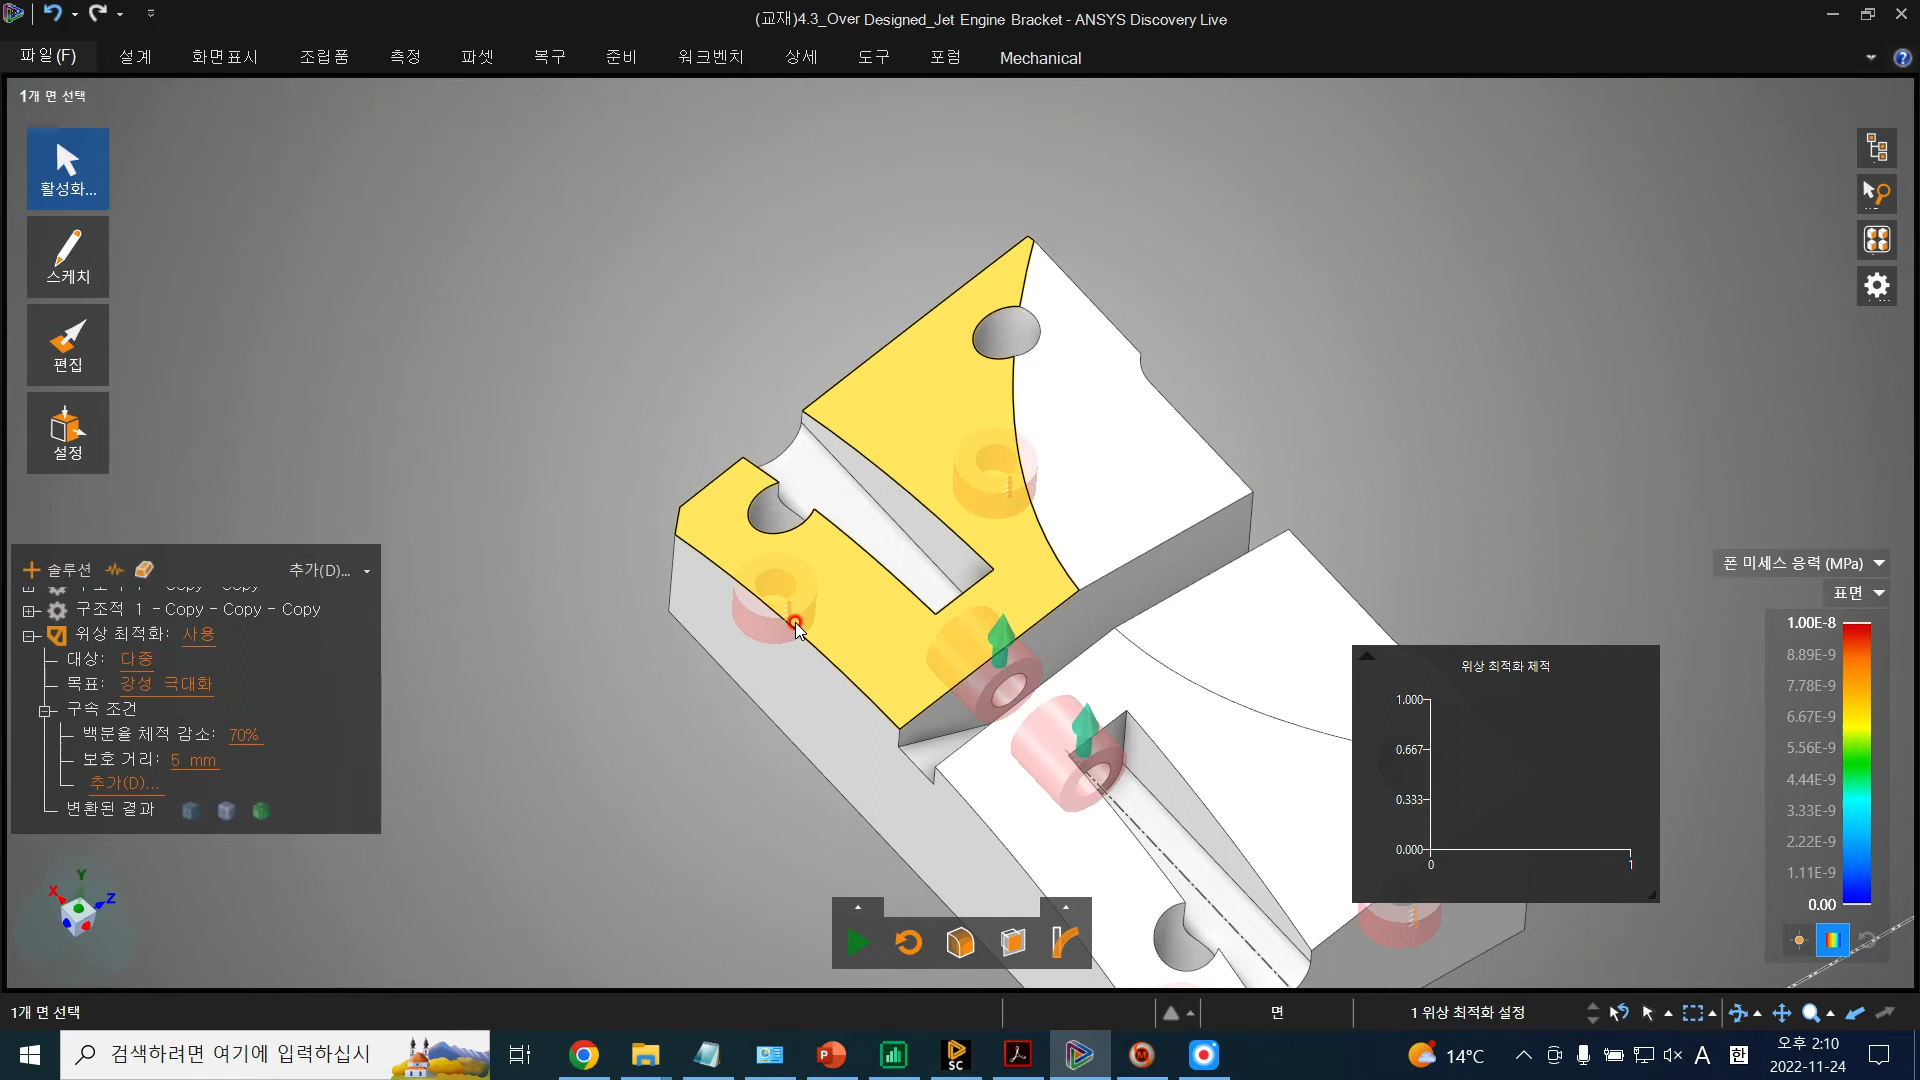 (교재)4.3_Over Designed_Jet Engine Bracket - ANSYS Discovery Live
파일(F) 설계 화면표시 조립품 측정 파셋 복구 준비 워크벤치 상세 도구 포럼 Mechanical
1개 면 선택
활성화...
스케치
편집
설정
솔루션 추가(D)...
구조적 1 - Copy - Copy - Copy
위상 최적화: 사용
대상: 다중
목표: 강성 극대화
구속 조건
백분율 체적 감소: 70%
보호 거리: 5 mm
추가(D)...
변환된 결과
Y
X
Z
폰 미세스 응력 (MPa)
표면
1.00E-8
8.89E-9
7.78E-9
6.67E-9
5.56E-9
4.44E-9
3.33E-9
2.22E-9
1.11E-9
0.00
위상 최적화 체적
1.000
0.667
0.333
0.000
0 1
1개 면 선택 면 1 위상 최적화 설정
검색하려면 여기에 입력하십시
SC
14°C
A 한
오후 2:10
2022-11-24